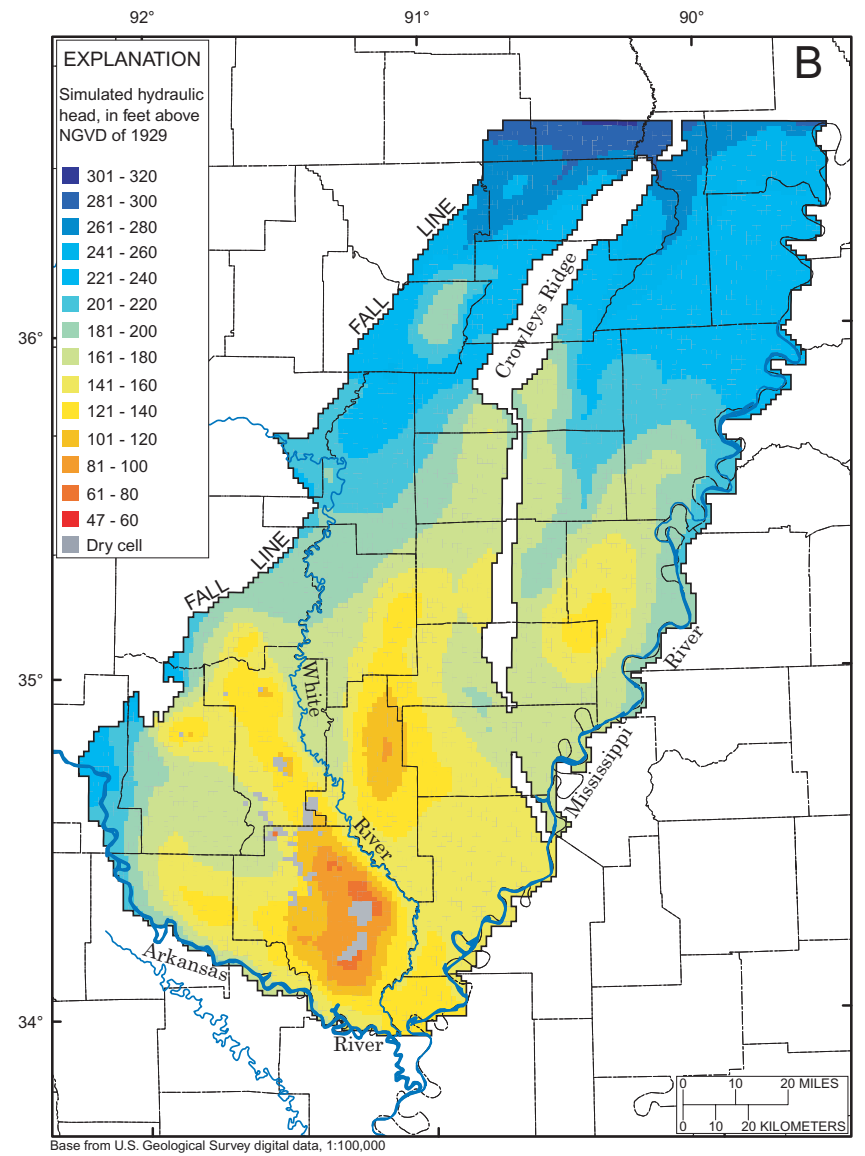 92°
91°
90°
EXPLANATION
Simulated hydraulic
head, in feet above
NGVD of 1929
301 - 320
281 - 300
261 - 280
241 - 260
221 - 240
201 - 220
181 - 200
161 - 180
141 - 160
121 - 140
101 - 120
81 - 100
61 - 80
47 - 60
Dry cell
B
FALL LINE
Crowleys Ridge
36°
FALL LINE
35°
White
River
Mississippi
River
Arkansas
River
34°
0 10 20 MILES
0 10 20 KILOMETERS
Base from U.S. Geological Survey digital data, 1:100,000